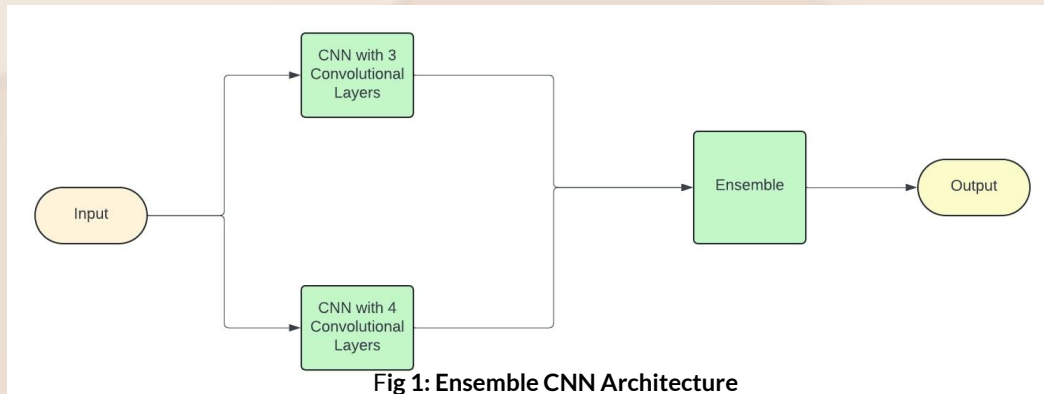 CNN with 3
Convolutional
Layers
Input
Ensemble
Output
CNN with 4
Convolutional
Layers
Fig 1: Ensemble CNN Architecture